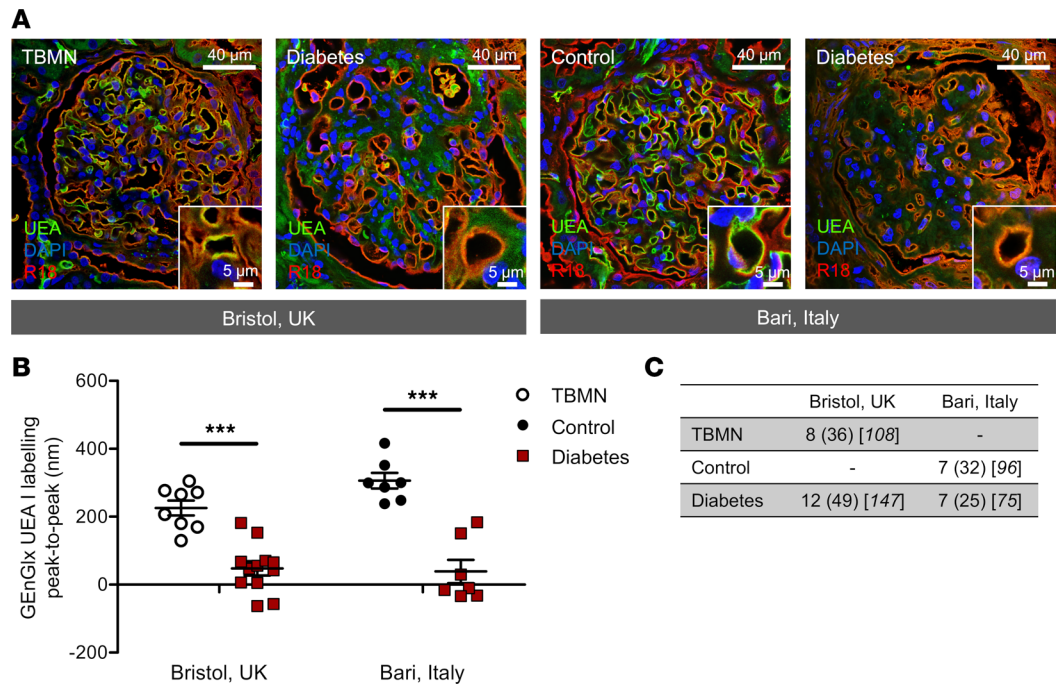 A
TBMN
40 µm
UEA
DAPI
R18
5 µm
Diabetes
40 µm
UEA
DAPI
R18
5 µm
Control
40 µm
UEA
DAPI
R18
5 µm
Diabetes
40 µm
UEA
DAPI
R18
5 µm
Bristol, UK
Bari, Italy
B
GEnGlx UEA I labelling
peak-to-peak (nm)
600
400
200
0
-200
***
***
Bristol, UK
Bari, Italy
TBMN
Control
Diabetes
C
Bristol, UK Bari, Italy
TBMN 8 (36) [108] -
Control - 7 (32) [96]
Diabetes 12 (49) [147] 7 (25) [75]